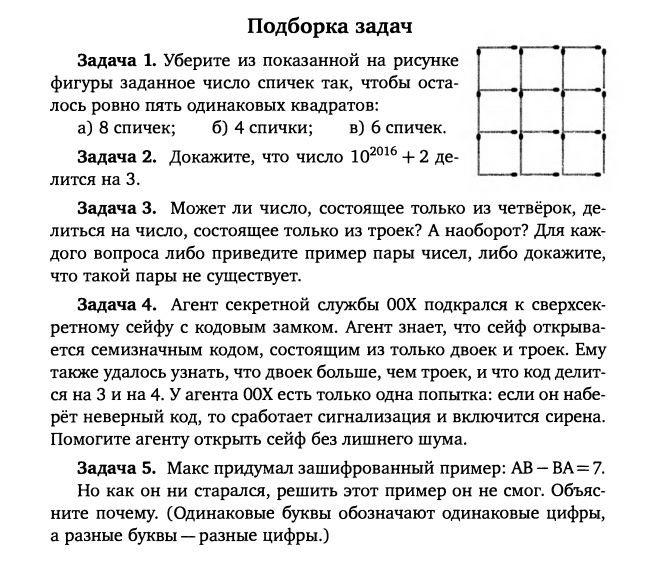 Подборка задач
Задача 1. Уберите из показанной на рисунке
фигуры заданное число спичек так, чтобы оста-
лось ровно пять одинаковых квадратов:
а) 8 спичек; б) 4 спички; в) 6 спичек.
Задача 2. Докажите, что число 10²⁰¹⁶ + 2 де-
лится на 3.
Задача 3. Может ли число, состоящее только из четвёрок, де-
литься на число, состоящее только из троек? А наоборот? Для каж-
дого вопроса либо приведите пример пары чисел, либо докажите,
что такой пары не существует.
Задача 4. Агент секретной службы 00X подкрался к сверхсек-
ретному сейфу с кодовым замком. Агент знает, что сейф открыва-
ется семизначным кодом, состоящим из только двоек и троек. Ему
также удалось узнать, что двоек больше, чем троек, и что код делит-
ся на 3 и на 4. У агента 00X есть только одна попытка: если он набе-
рёт неверный код, то сработает сигнализация и включится сирена.
Помогите агенту открыть сейф без лишнего шума.
Задача 5. Макс придумал зашифрованный пример: АВ − ВА = 7.
Но как он ни старался, решить этот пример он не смог. Объяс-
ните почему. (Одинаковые буквы обозначают одинаковые цифры,
а разные буквы — разные цифры.)